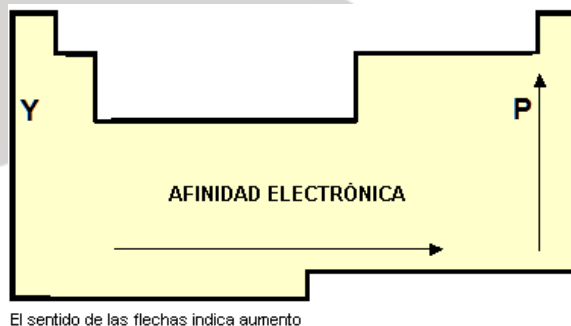 Y P
AFINIDAD ELECTRÓNICA
El sentido de las flechas indica aumento